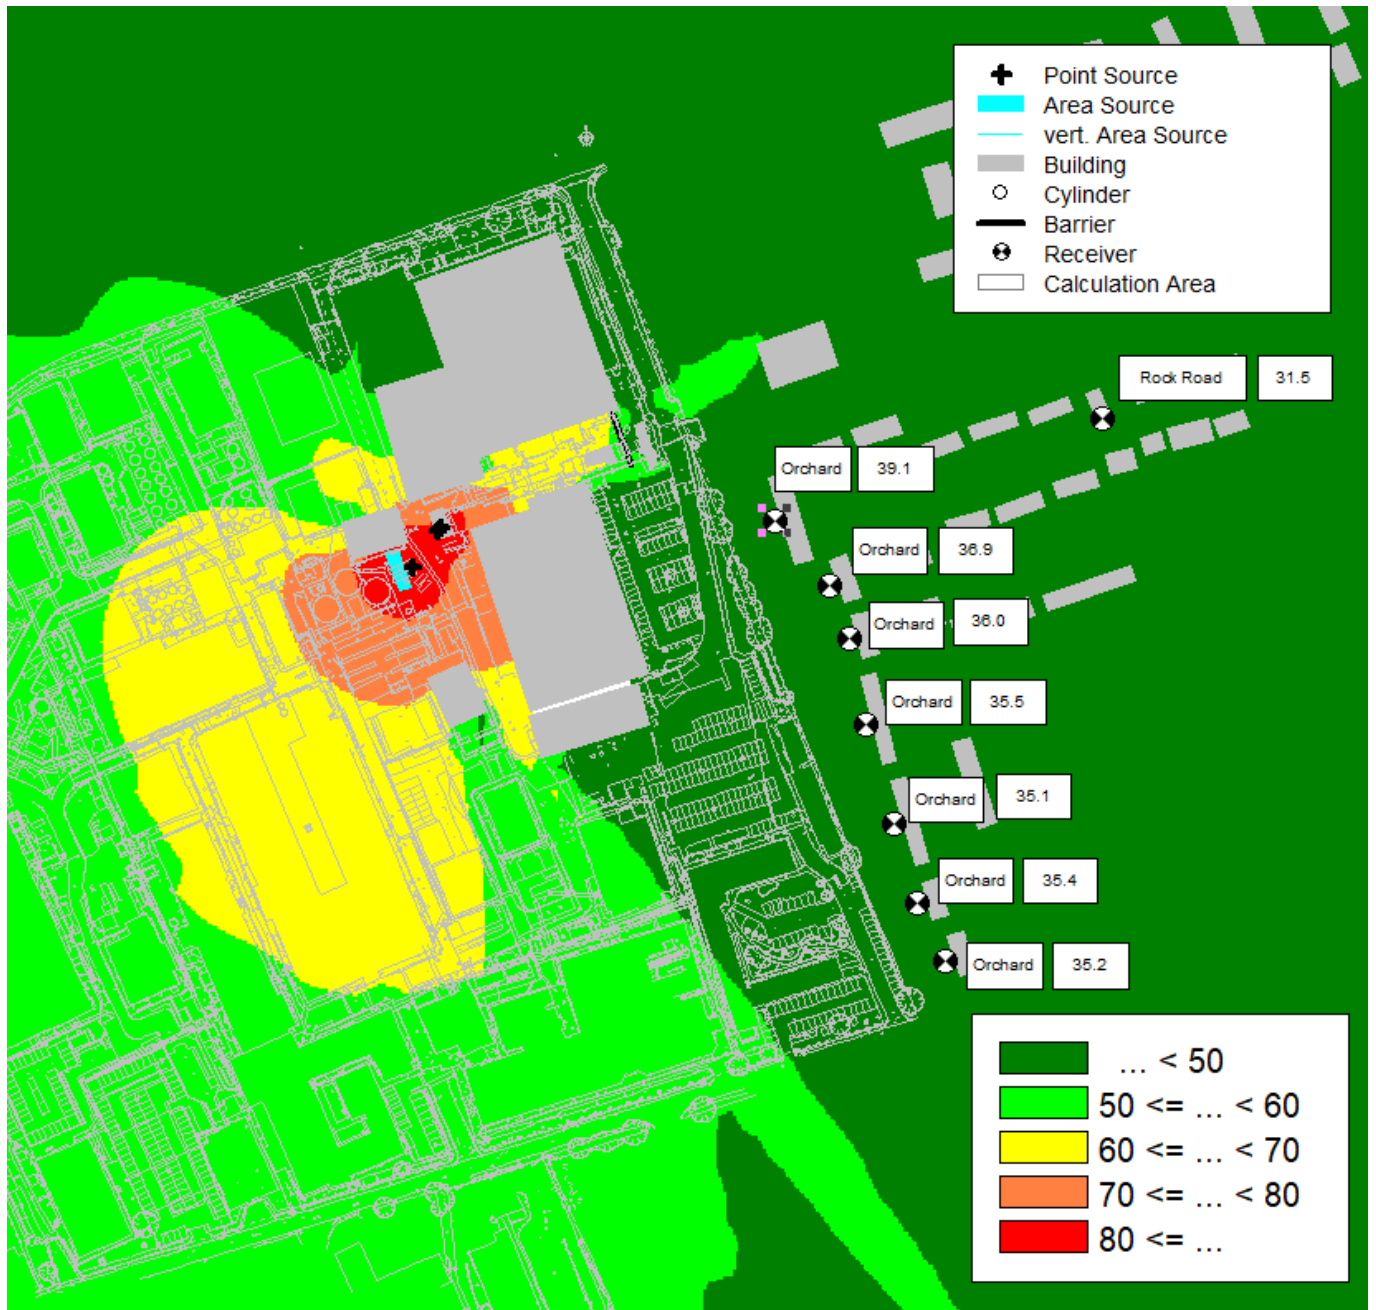 Point Source
Area Source
vert. Area Source
Building
Cylinder
Barrier
Receiver
Calculation Area
Rock Road 31.5
Orchard 39.1
Orchard 36.9
Orchard 36.0
Orchard 35.5
Orchard 35.1
Orchard 35.4
Orchard 35.2
... < 50
50 <= ... < 60
60 <= ... < 70
70 <= ... < 80
80 <= ...